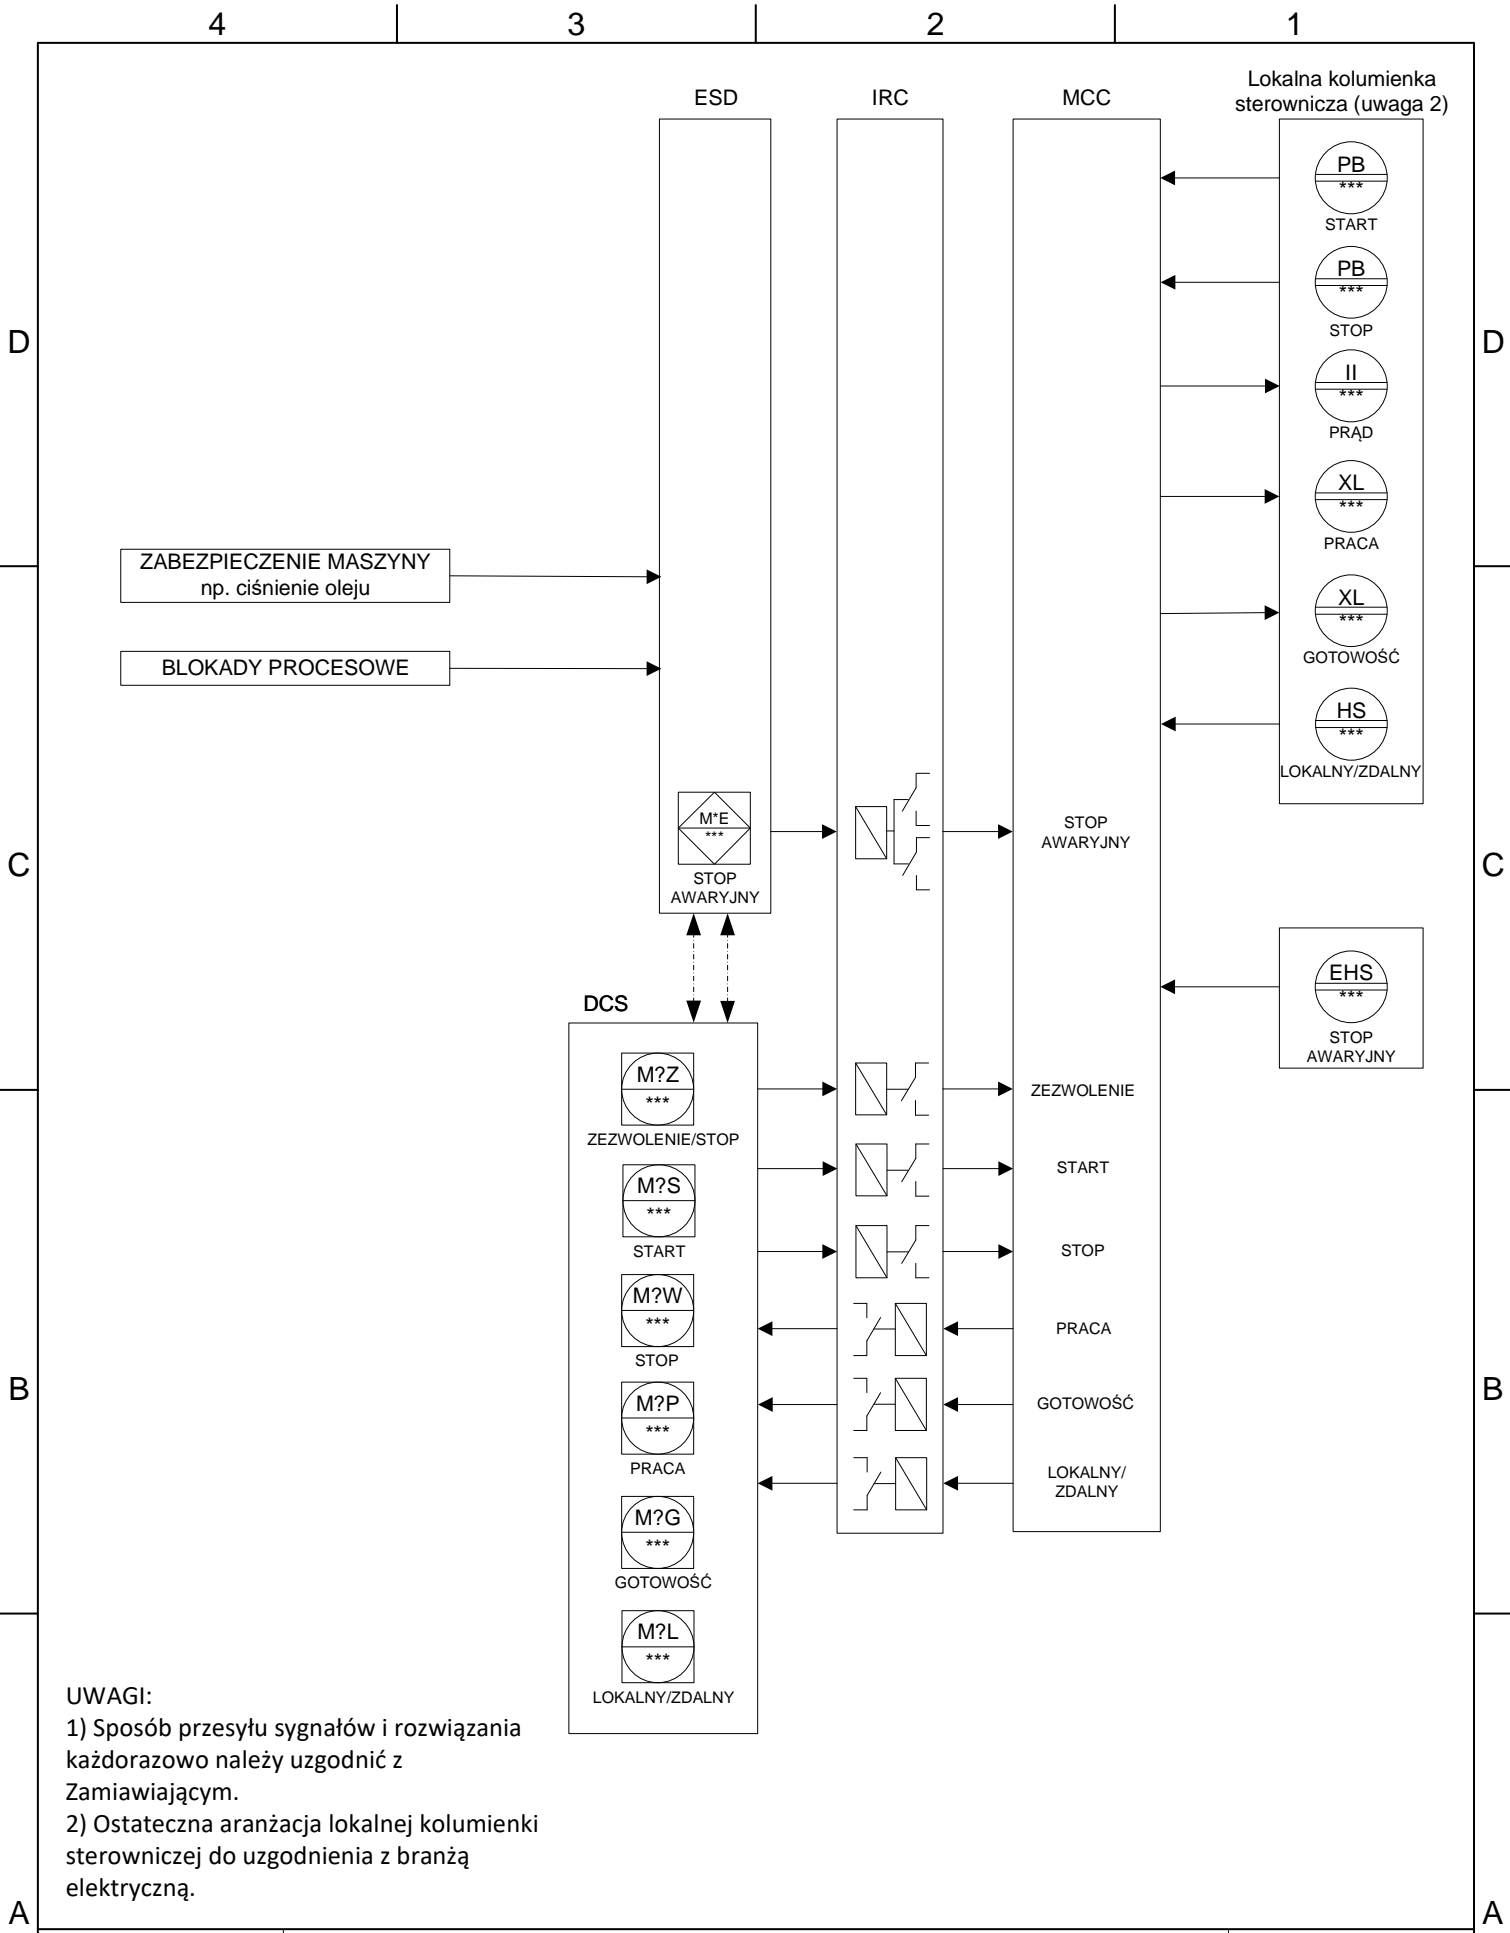 4
3
2
1
ESD
IRC
MCC
Lokalna kolumienka
sterownicza (uwaga 2)
PB
***
START
PB
***
STOP
D
D
II
***
PRĄD
XL
***
PRACA
ZABEZPIECZENIE MASZYNY
np. ciśnienie oleju
XL
***
GOTOWOŚĆ
BLOKADY PROCESOWE
HS
***
LOKALNY/ZDALNY
M*E
***
STOP
AWARYJNY
STOP
AWARYJNY
C
C
EHS
***
STOP
AWARYJNY
DCS
M?Z
***
ZEZWOLENIE/STOP
ZEZWOLENIE
M?S
***
START
START
STOP
M?W
***
STOP
PRACA
B
B
M?P
***
PRACA
GOTOWOŚĆ
LOKALNY/
ZDALNY
M?G
***
GOTOWOŚĆ
M?L
***
LOKALNY/ZDALNY
UWAGI:
1) Sposób przesyłu sygnałów i rozwiązania
każdorazowo należy uzgodnić z
Zamiawiającym.
2) Ostateczna aranżacja lokalnej kolumienki
sterowniczej do uzgodnienia z branżą
elektryczną.
A
A